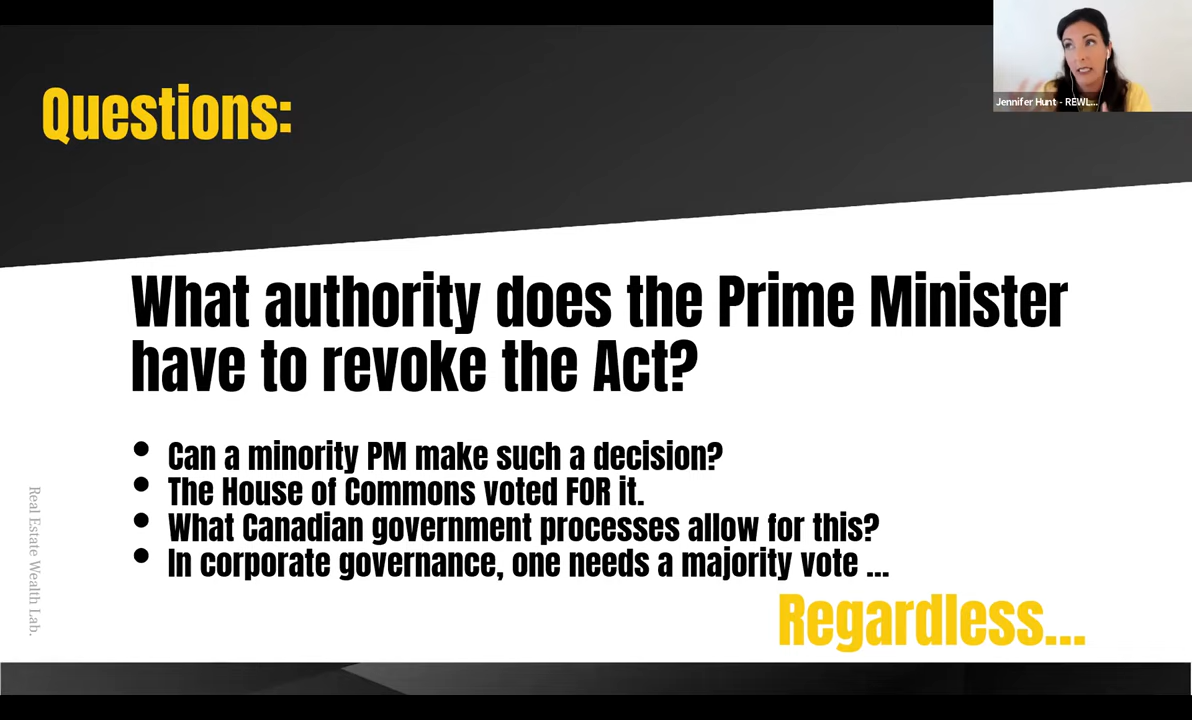 Questions:
Jennifer Hunt - REWL...
What authority does the Prime Minister
have to revoke the Act?
• Can a minority PM make such a decision?
• The House of Commons voted FOR it.
• What Canadian government processes allow for this?
• In corporate governance, one needs a majority vote ...
Regardless...
Real Estate Wealth Lab.